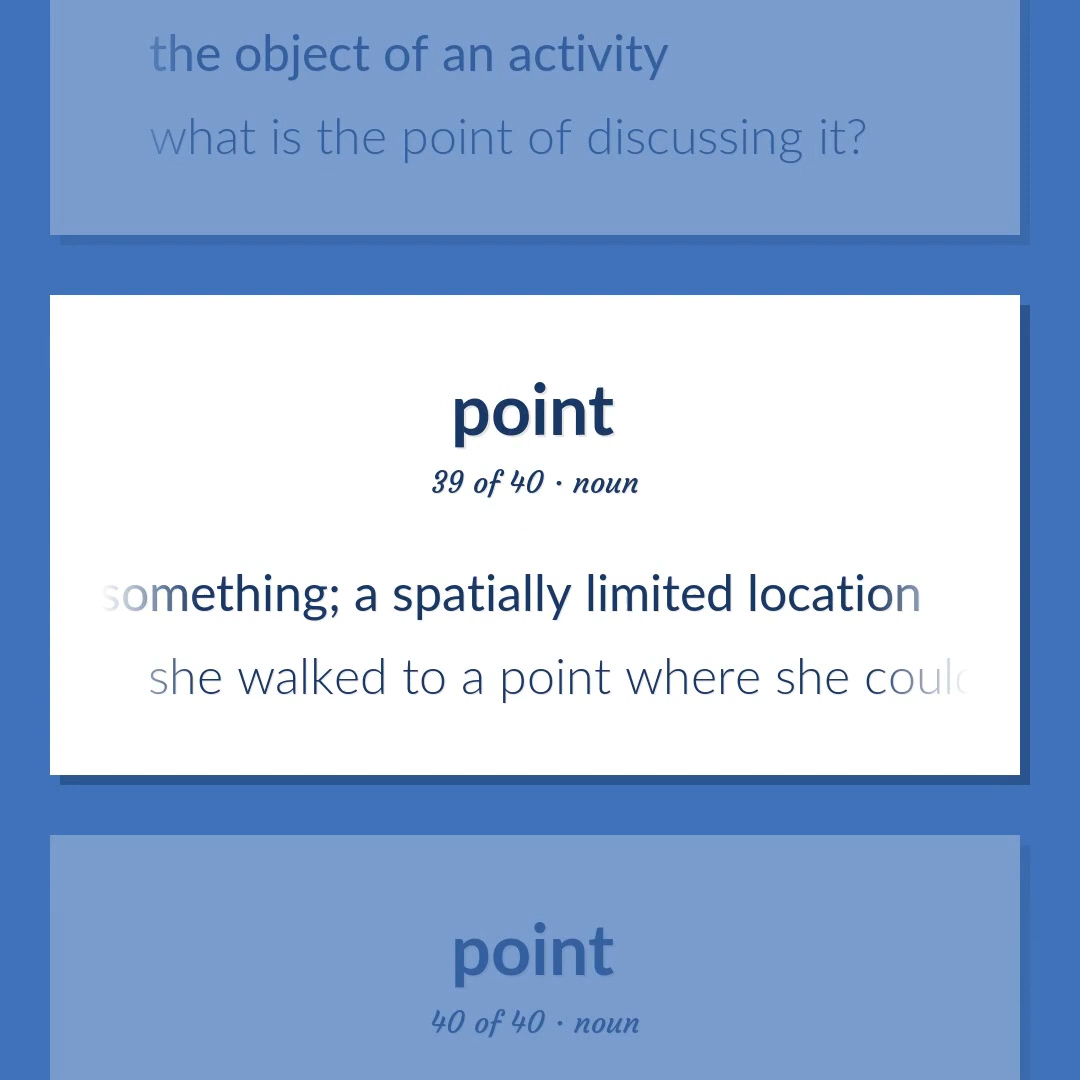 the object of an activity
what is the point of discussing it?
point
39 of 40 · noun
something; a spatially limited location
she walked to a point where she
point
40 of 40 · noun